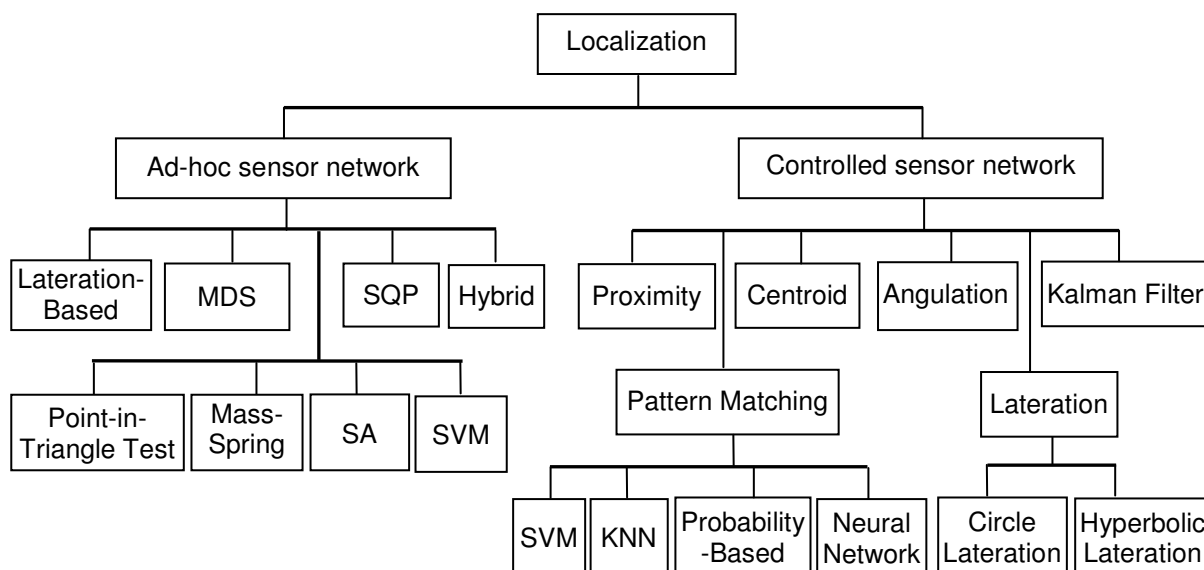 Localization
Ad-hoc sensor network
Controlled sensor network
Lateration-
Based
MDS
SQP
Hybrid
Proximity
Centroid
Angulation
Kalman Filter
Point-in-
Triangle Test
Mass-
Spring
SA
SVM
Pattern Matching
Lateration
SVM
KNN
Probability
-Based
Neural
Network
Circle
Lateration
Hyperbolic
Lateration